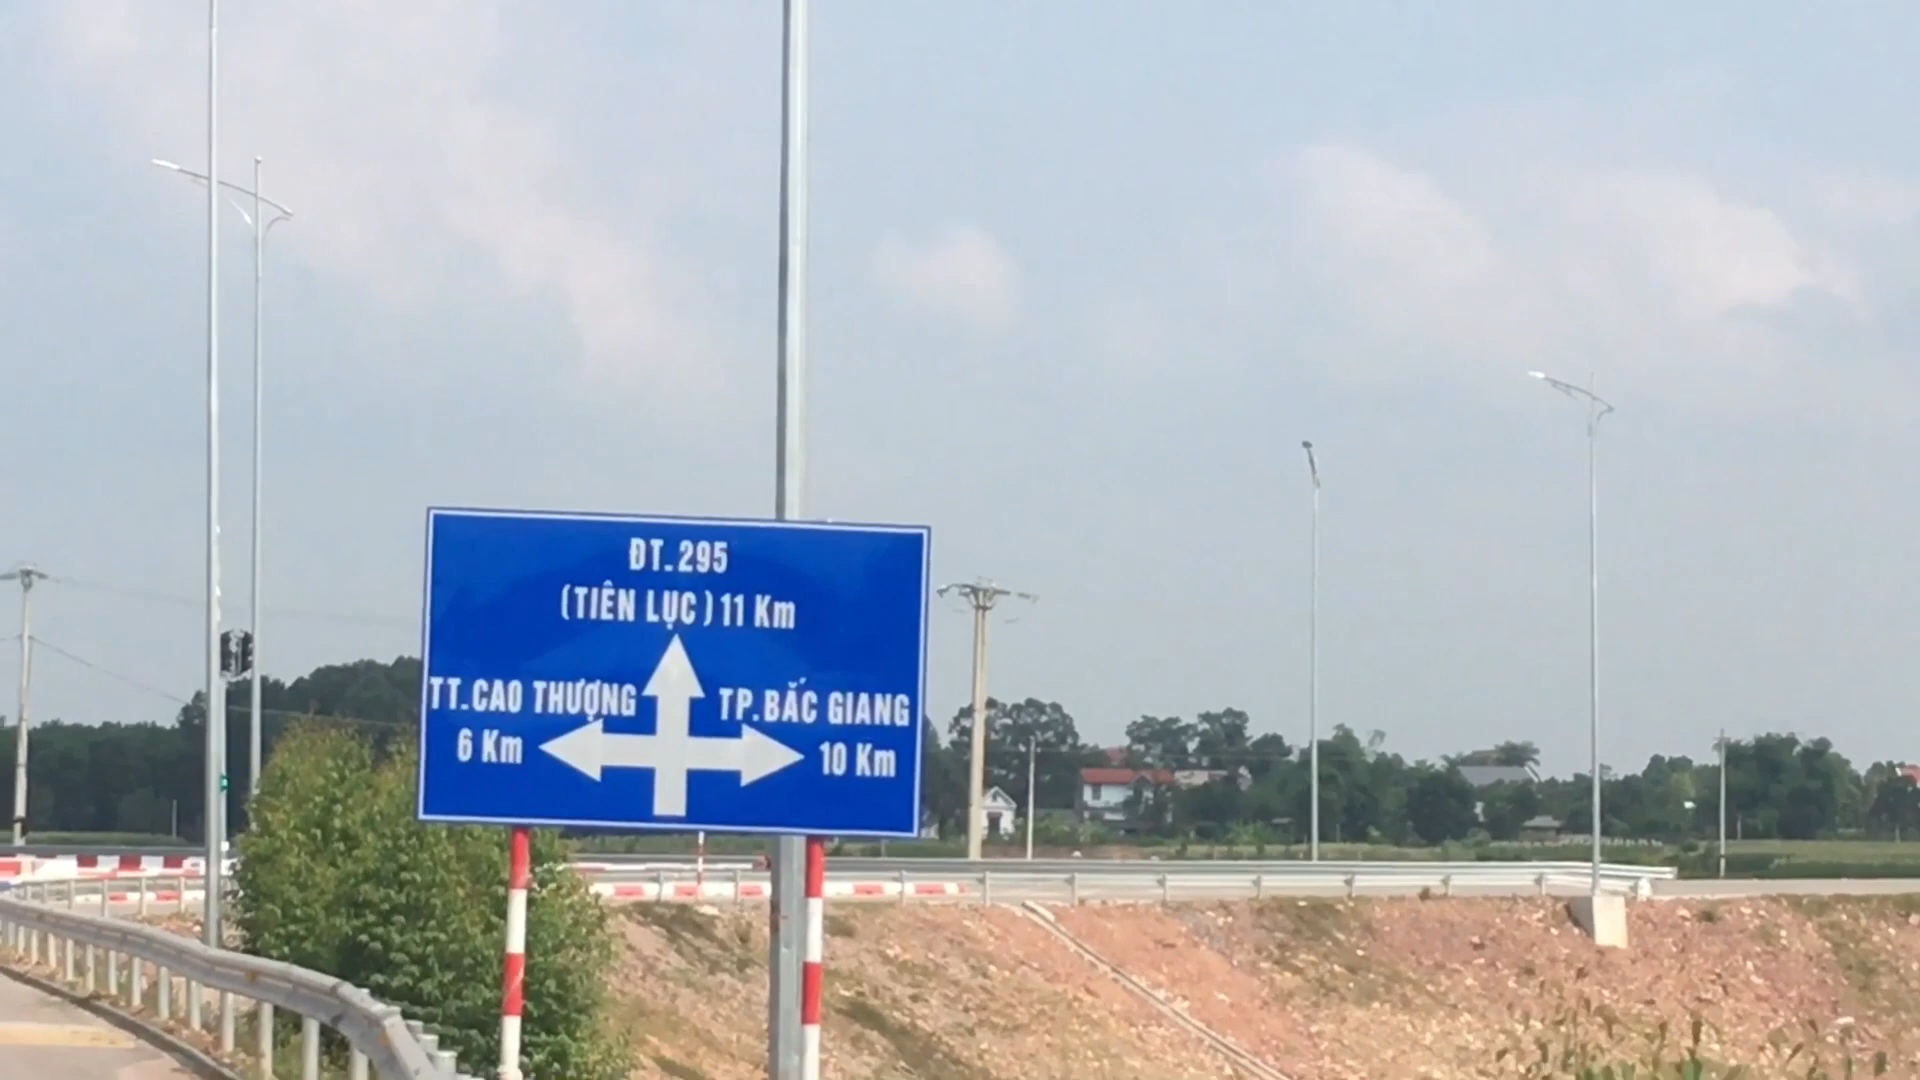 ĐT.295
(TIÊN LỤC) 11 Km
TT.CAO THƯỢNG
6 Km
TP.BẮC GIANG
10 Km